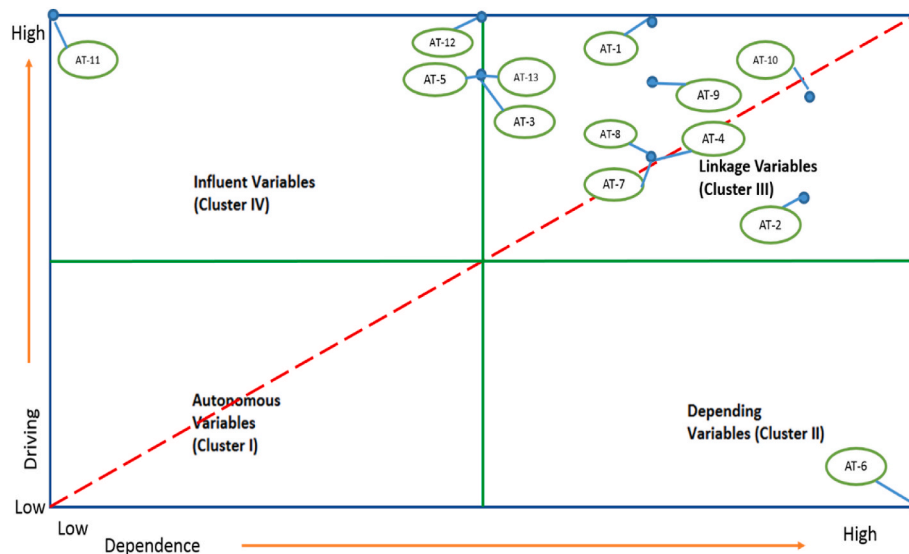 High
AT-11
AT-12
AT-1
AT-10
AT-5
AT-13
AT-9
AT-3
AT-8
AT-4
AT-7
Influent Variables
(Cluster IV)
Linkage Variables
(Cluster III)
AT-2
Autonomous
Variables
(Cluster I)
Depending
Variables (Cluster II)
Driving
AT-6
Low
Low
High
Dependence